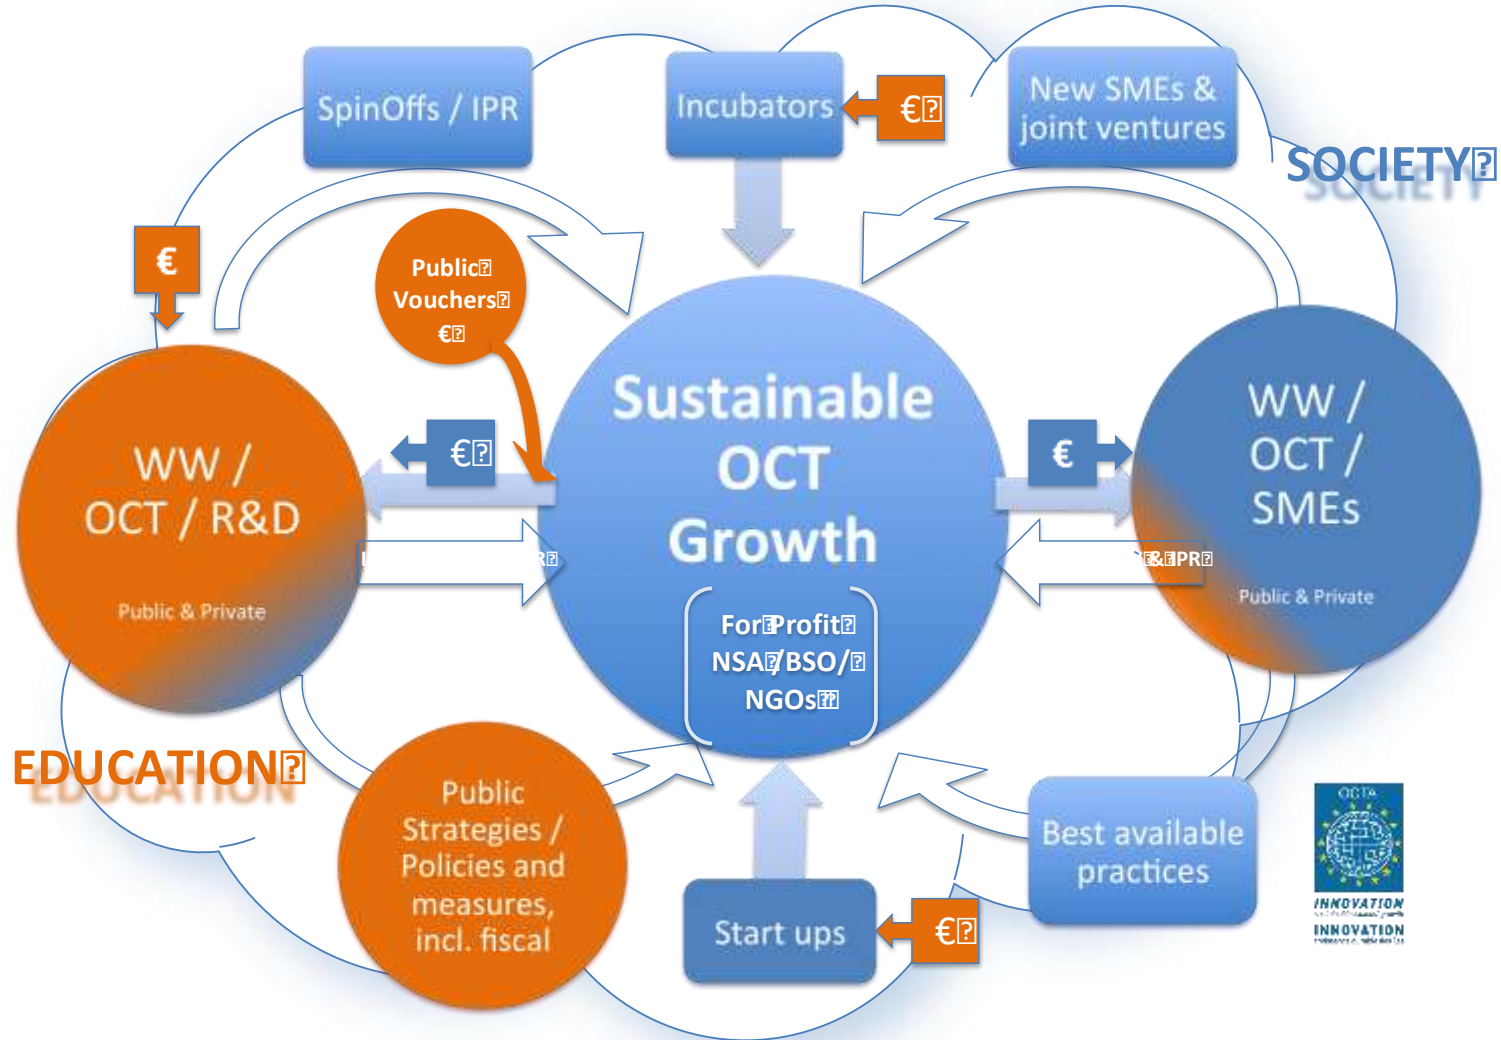 SpinOffs / IPR
Incubators
€
New SMEs &
joint ventures
SOCIETY
€
Public
Vouchers
€
Sustainable
OCT
Growth
For Profit
NSA /BSO/
NGOs
WW /
OCT / R&D
Public & Private
€
€
WW /
OCT /
SMEs
Public & Private
& IPR
EDUCATION
Public
Strategies /
Policies and
measures,
incl. fiscal
Start ups
€
Best available
practices
OCTA
INNOVATION
INNOVATION